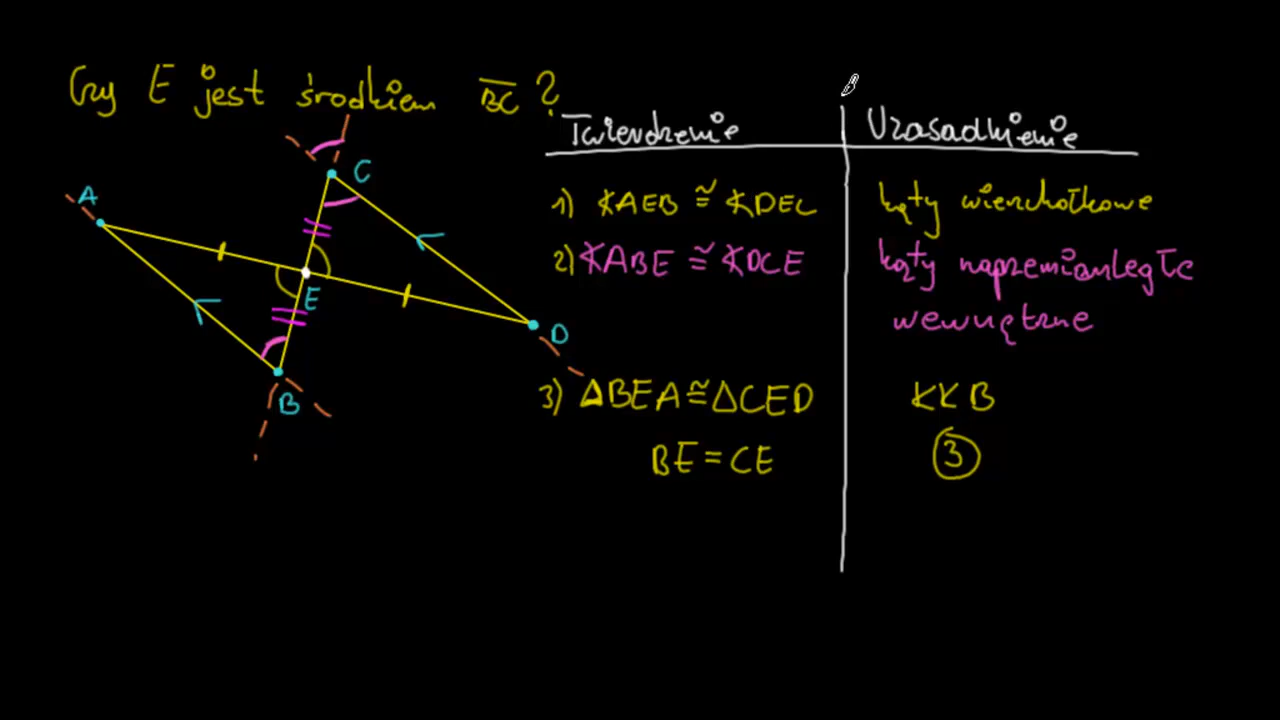 Czy E jest środkiem BC ?
Twierdzenie
Uzasadnienie
1) ∢AEB ≅ ∢DEC
kąty wierzchołkowe
2) ∢ABE ≅ ∢DCE
kąty naprzemianległe
wewnętrzne
3) ΔBEA ≅ ΔCED
KKB
BE = CE
3
A
C
E
D
B